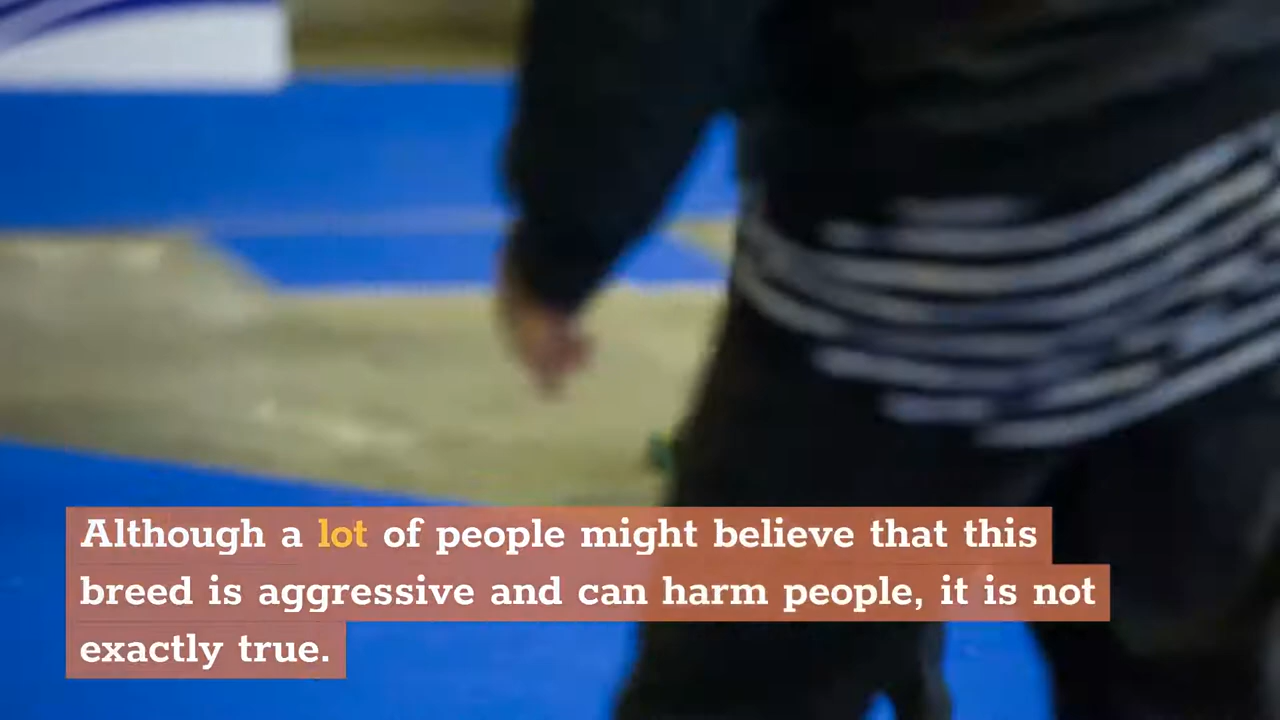 Although a lot of people might believe that this
breed is aggressive and can harm people, it is not
exactly true.